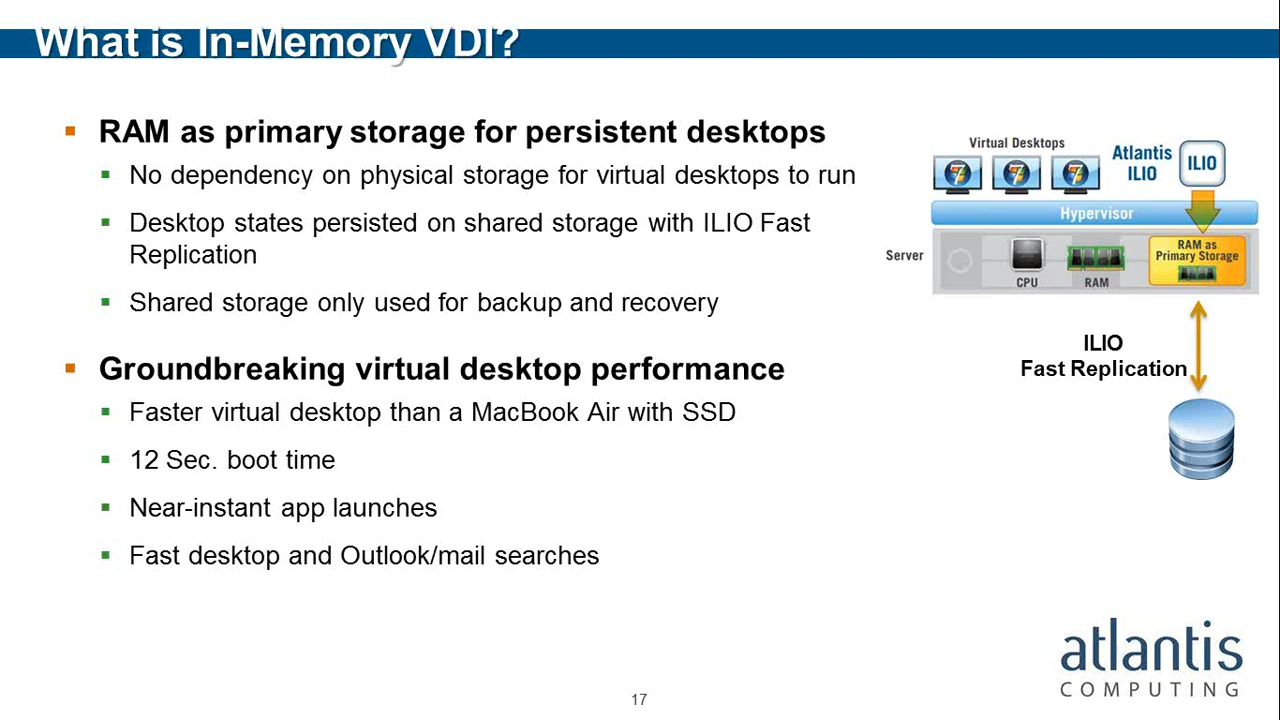 What is In-Memory VDI?
RAM as primary storage for persistent desktops
No dependency on physical storage for virtual desktops to run
Desktop states persisted on shared storage with ILIO Fast
Replication
Shared storage only used for backup and recovery
Groundbreaking virtual desktop performance
Faster virtual desktop than a MacBook Air with SSD
12 Sec. boot time
Near-instant app launches
Fast desktop and Outlook/mail searches
Virtual Desktops
Atlantis
ILIO
ILIO
7
7
7
Hypervisor
Server
CPU
RAM
RAM as
Primary Storage
ILIO
Fast Replication
atlantis
COMPUTING
17